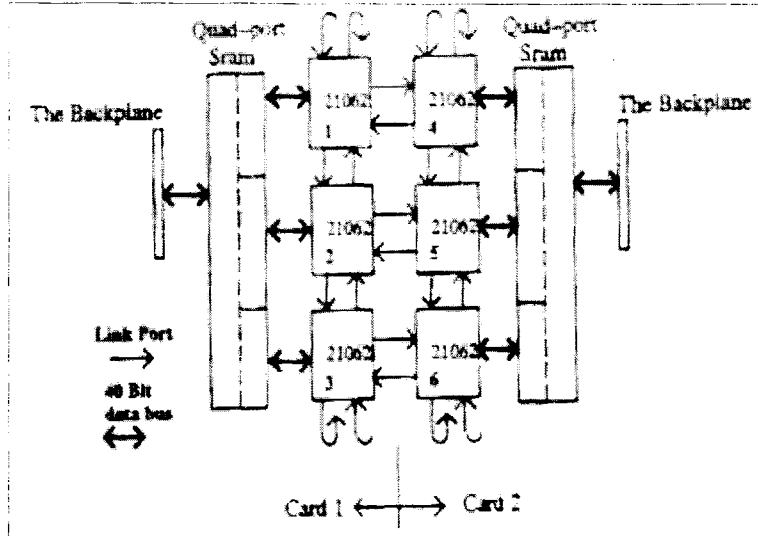 Quad-port
Sram
Quad-port
Sram
The Backplane
The Backplane
21062
1
21062
4
21062
2
21062
5
21062
3
21062
6
Link Port
40 Bit
data bus
Card 1
Card 2